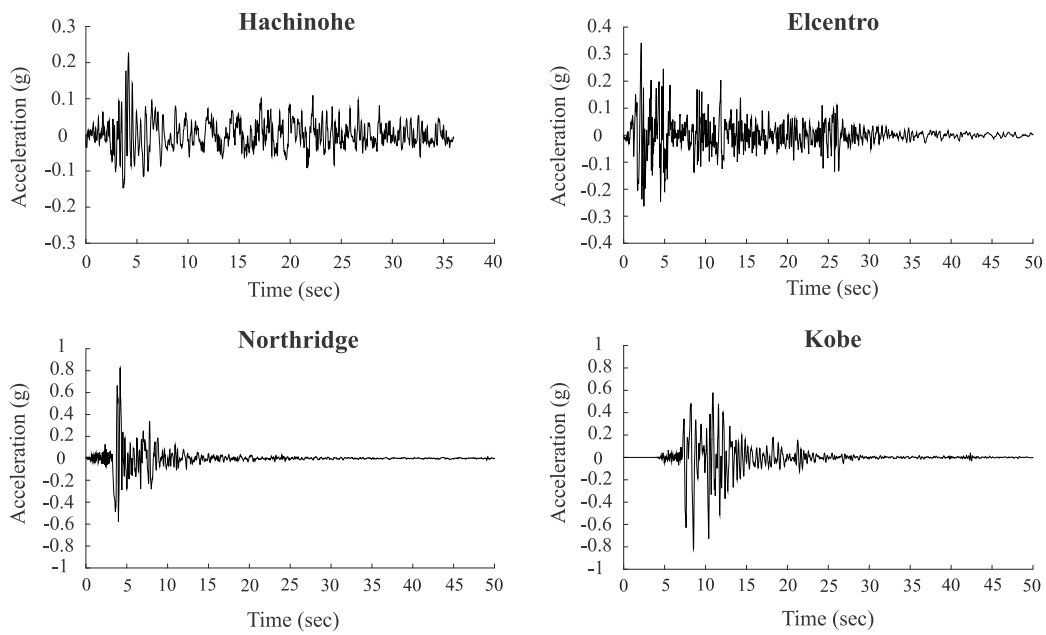 Hachinohe
Acceleration (g)
0.3
0.2
0.1
0
-0.1
-0.2
-0.3
0 5 10 15 20 25 30 35 40
Time (sec)
Elcentro
Acceleration (g)
0.4
0.3
0.2
0.1
0
-0.1
-0.2
-0.3
-0.4
0 5 10 15 20 25 30 35 40 45 50
Time (sec)
Northridge
Acceleration (g)
1
0.8
0.6
0.4
0.2
0
-0.2
-0.4
-0.6
-0.8
-1
0 5 10 15 20 25 30 35 40 45 50
Time (sec)
Kobe
Acceleration (g)
1
0.8
0.6
0.4
0.2
0
-0.2
-0.4
-0.6
-0.8
-1
0 5 10 15 20 25 30 35 40 45 50
Time (sec)